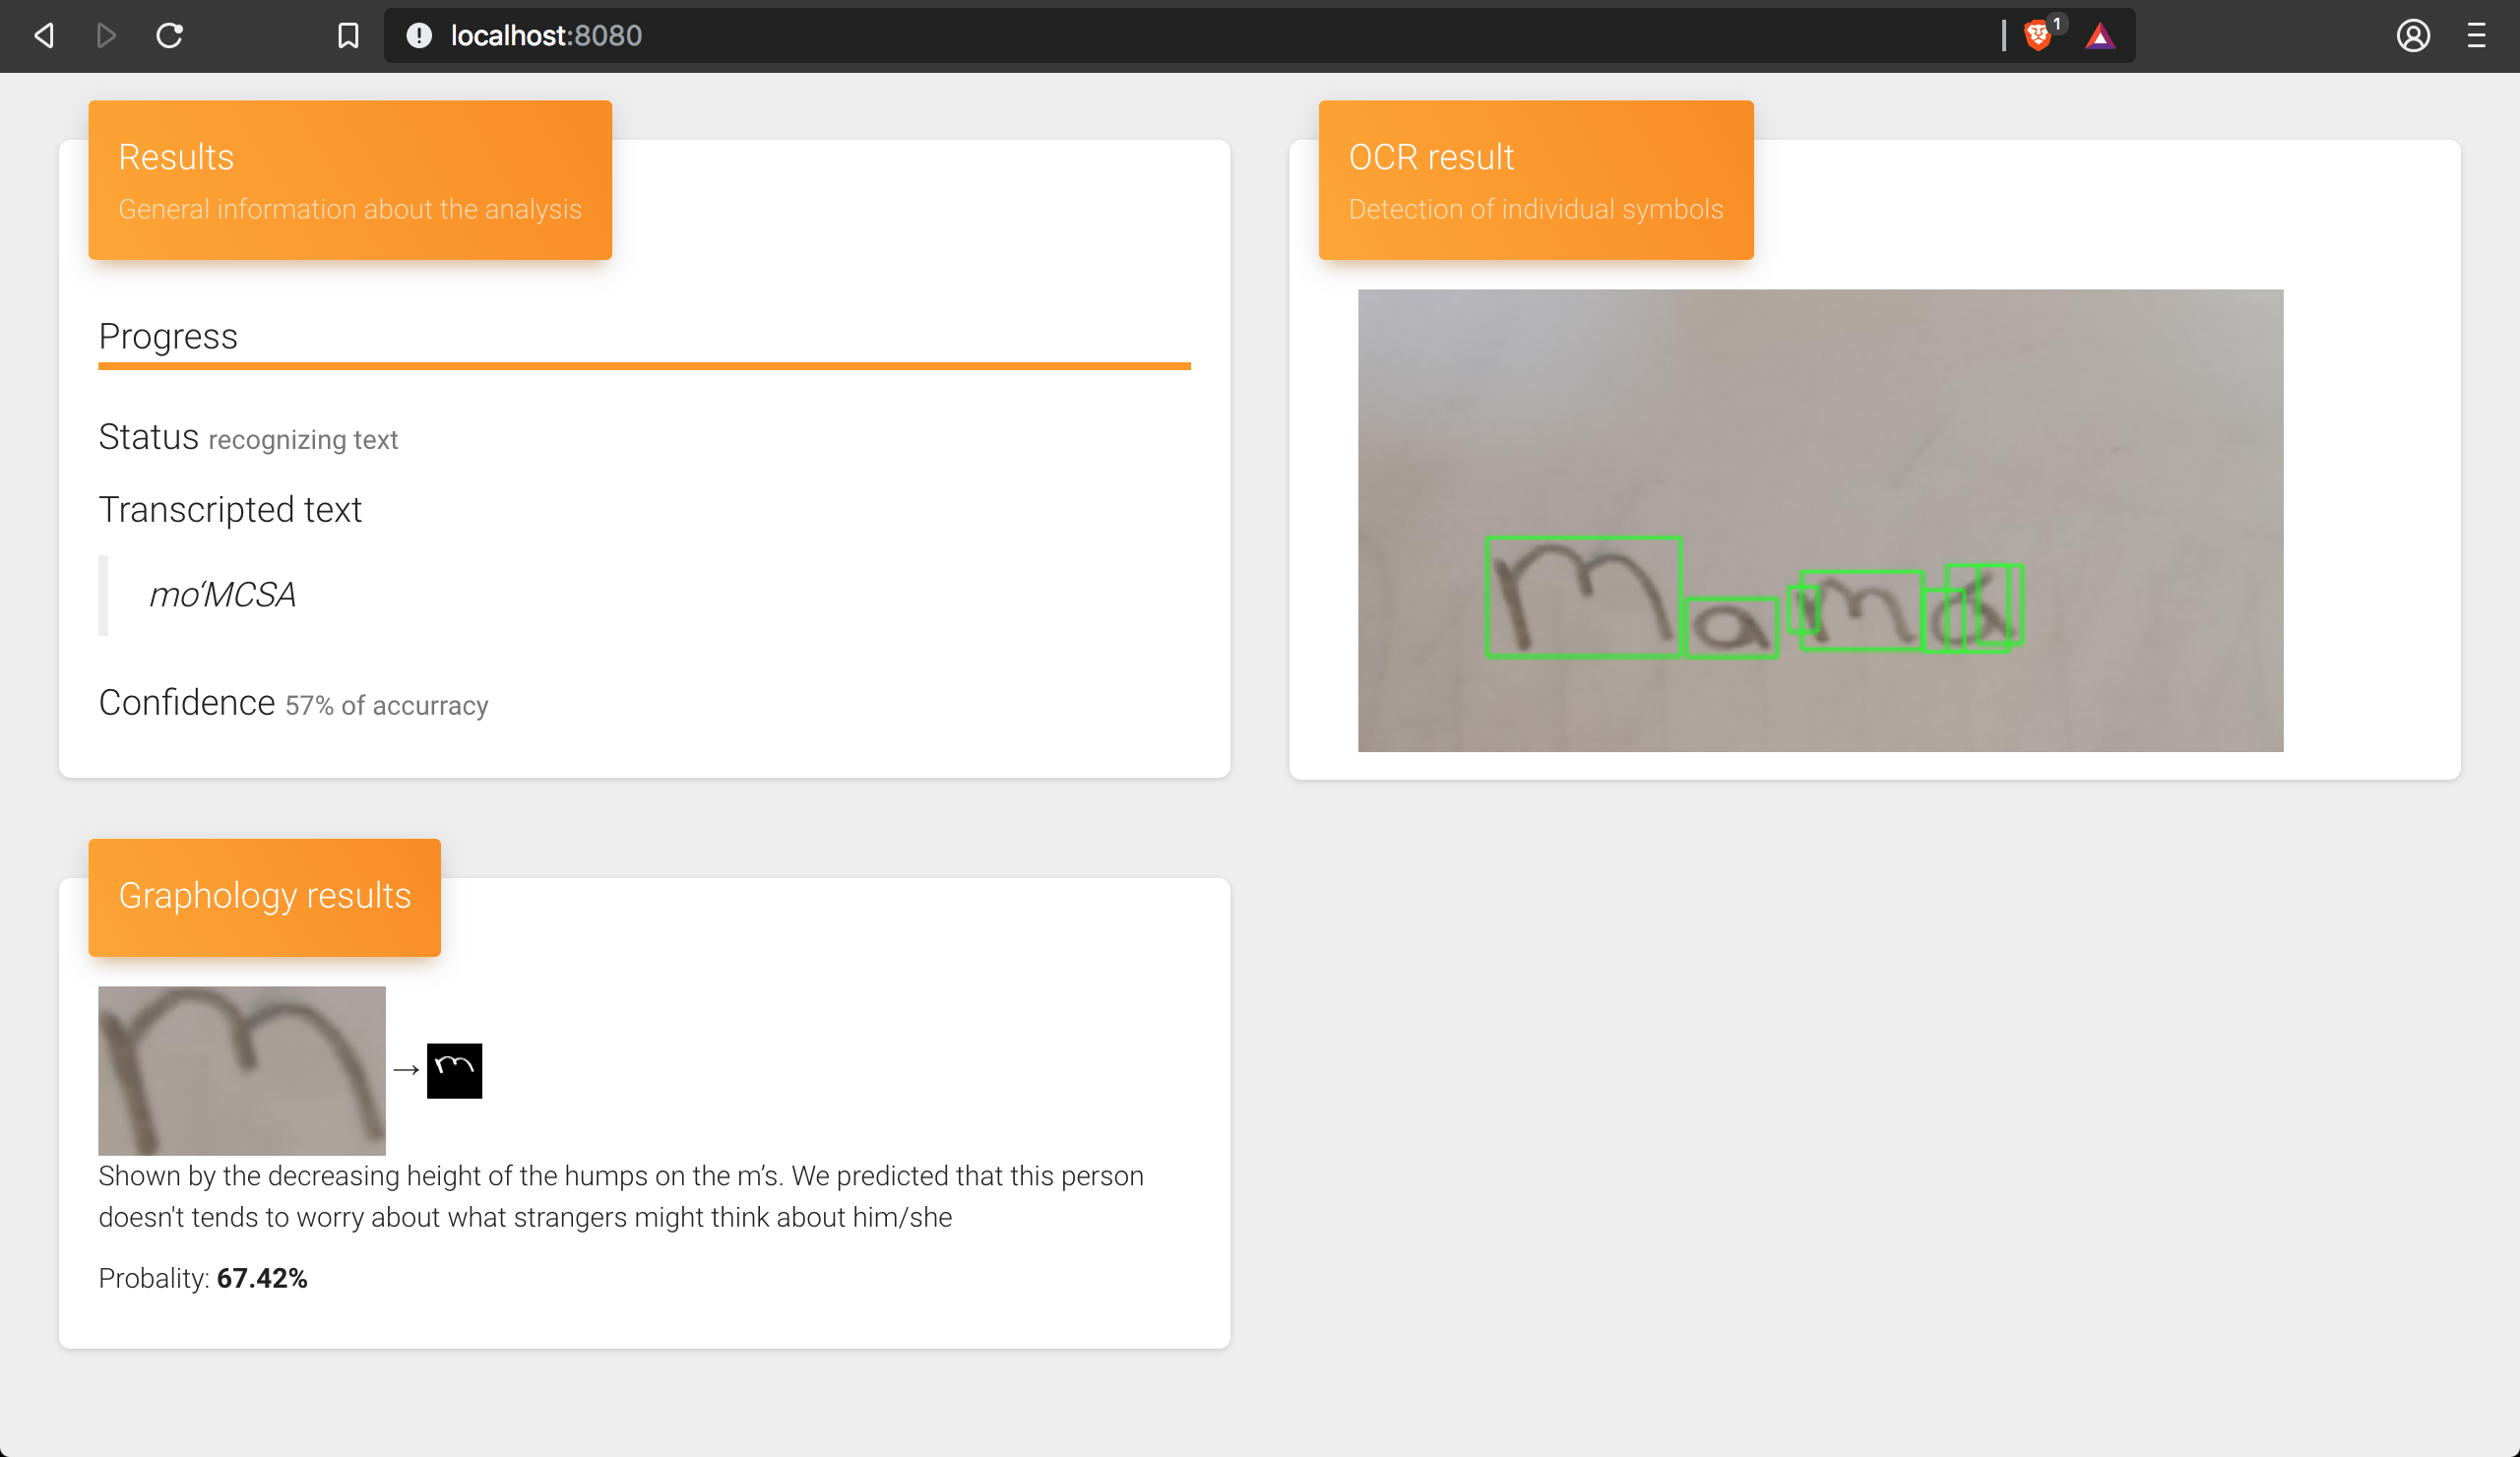 localhost:8080
1
Results
General information about the analysis
Progress
Status recognizing text
Transcripted text
mo‘MCSA
Confidence 57% of accurracy
OCR result
Detection of individual symbols
mamá
Graphology results
m → m
Shown by the decreasing height of the humps on the m’s. We predicted that this person
doesn't tends to worry about what strangers might think about him/she
Probality: 67.42%